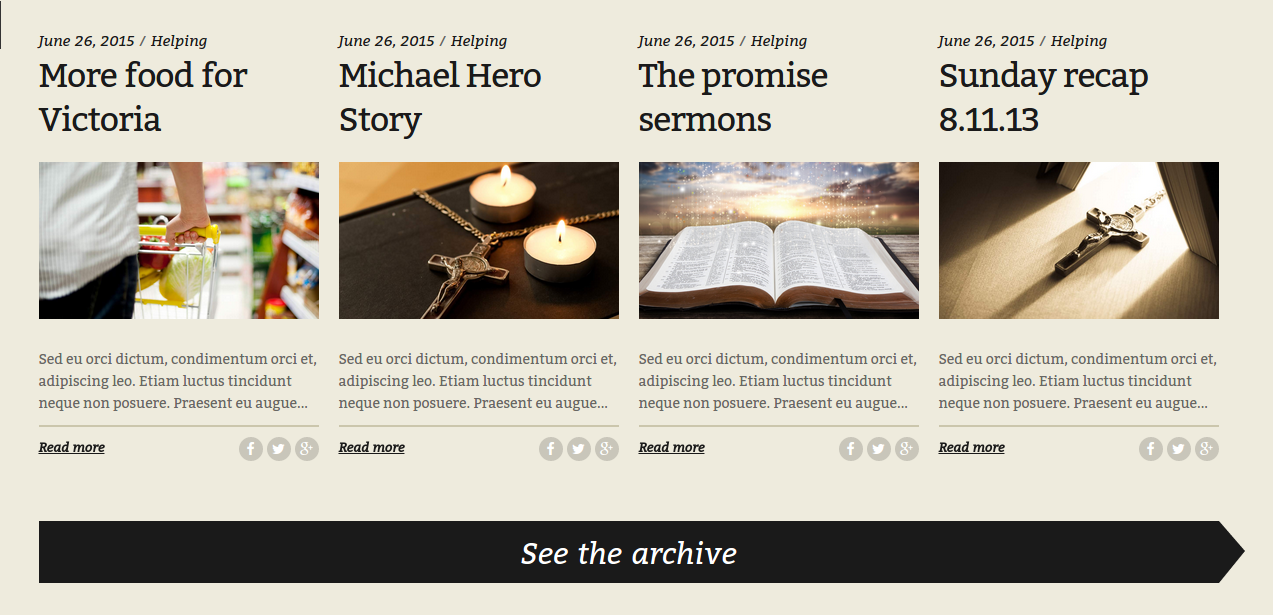 June 26, 2015 / Helping
More food for
Victoria
Sed eu orci dictum, condimentum orci et,
adipiscing leo. Etiam luctus tincidunt
neque non posuere. Praesent eu augue...
Read more
June 26, 2015 / Helping
Michael Hero
Story
Sed eu orci dictum, condimentum orci et,
adipiscing leo. Etiam luctus tincidunt
neque non posuere. Praesent eu augue...
Read more
June 26, 2015 / Helping
The promise
sermons
Sed eu orci dictum, condimentum orci et,
adipiscing leo. Etiam luctus tincidunt
neque non posuere. Praesent eu augue...
Read more
June 26, 2015 / Helping
Sunday recap
8.11.13
Sed eu orci dictum, condimentum orci et,
adipiscing leo. Etiam luctus tincidunt
neque non posuere. Praesent eu augue...
Read more
See the archive